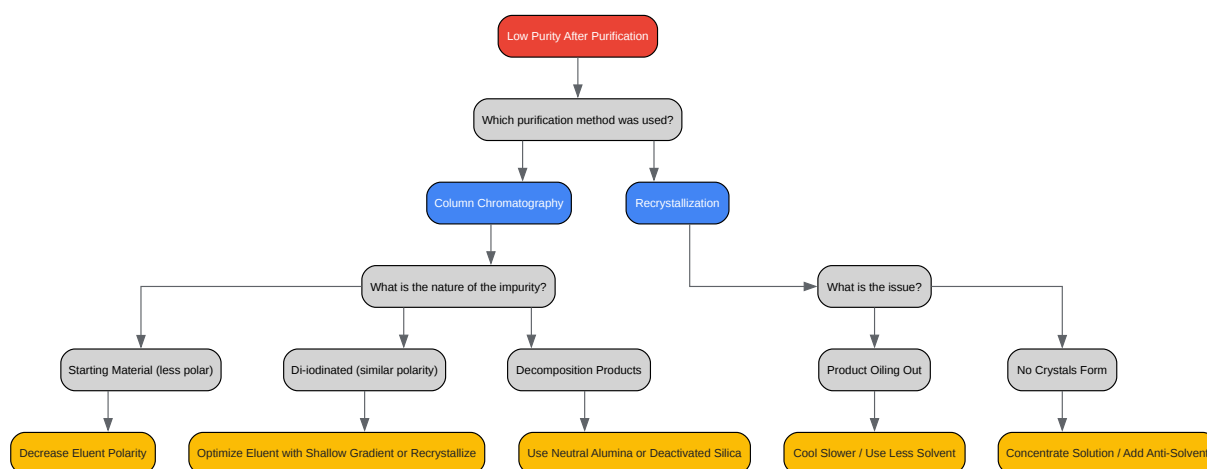 Low Purity After Purification
Which purification method was used?
Column Chromatography
Recrystallization
What is the nature of the impurity?
What is the issue?
Starting Material (less polar)
Di-iodinated (similar polarity)
Decomposition Products
Product Oiling Out
No Crystals Form
Decrease Eluent Polarity
Optimize Eluent with Shallow Gradient or Recrystallize
Use Neutral Alumina or Deactivated Silica
Cool Slower / Use Less Solvent
Concentrate Solution / Add Anti-Solvent